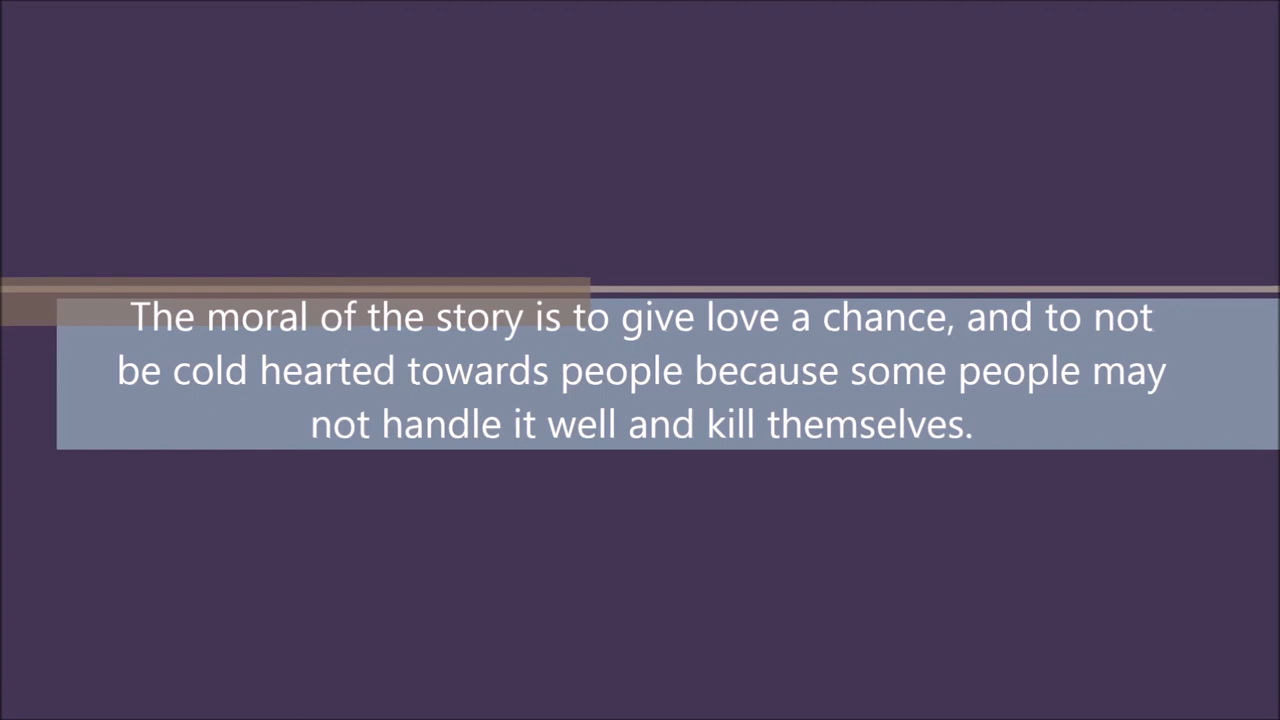 The moral of the story is to give love a chance, and to not
be cold hearted towards people because some people may
not handle it well and kill themselves.